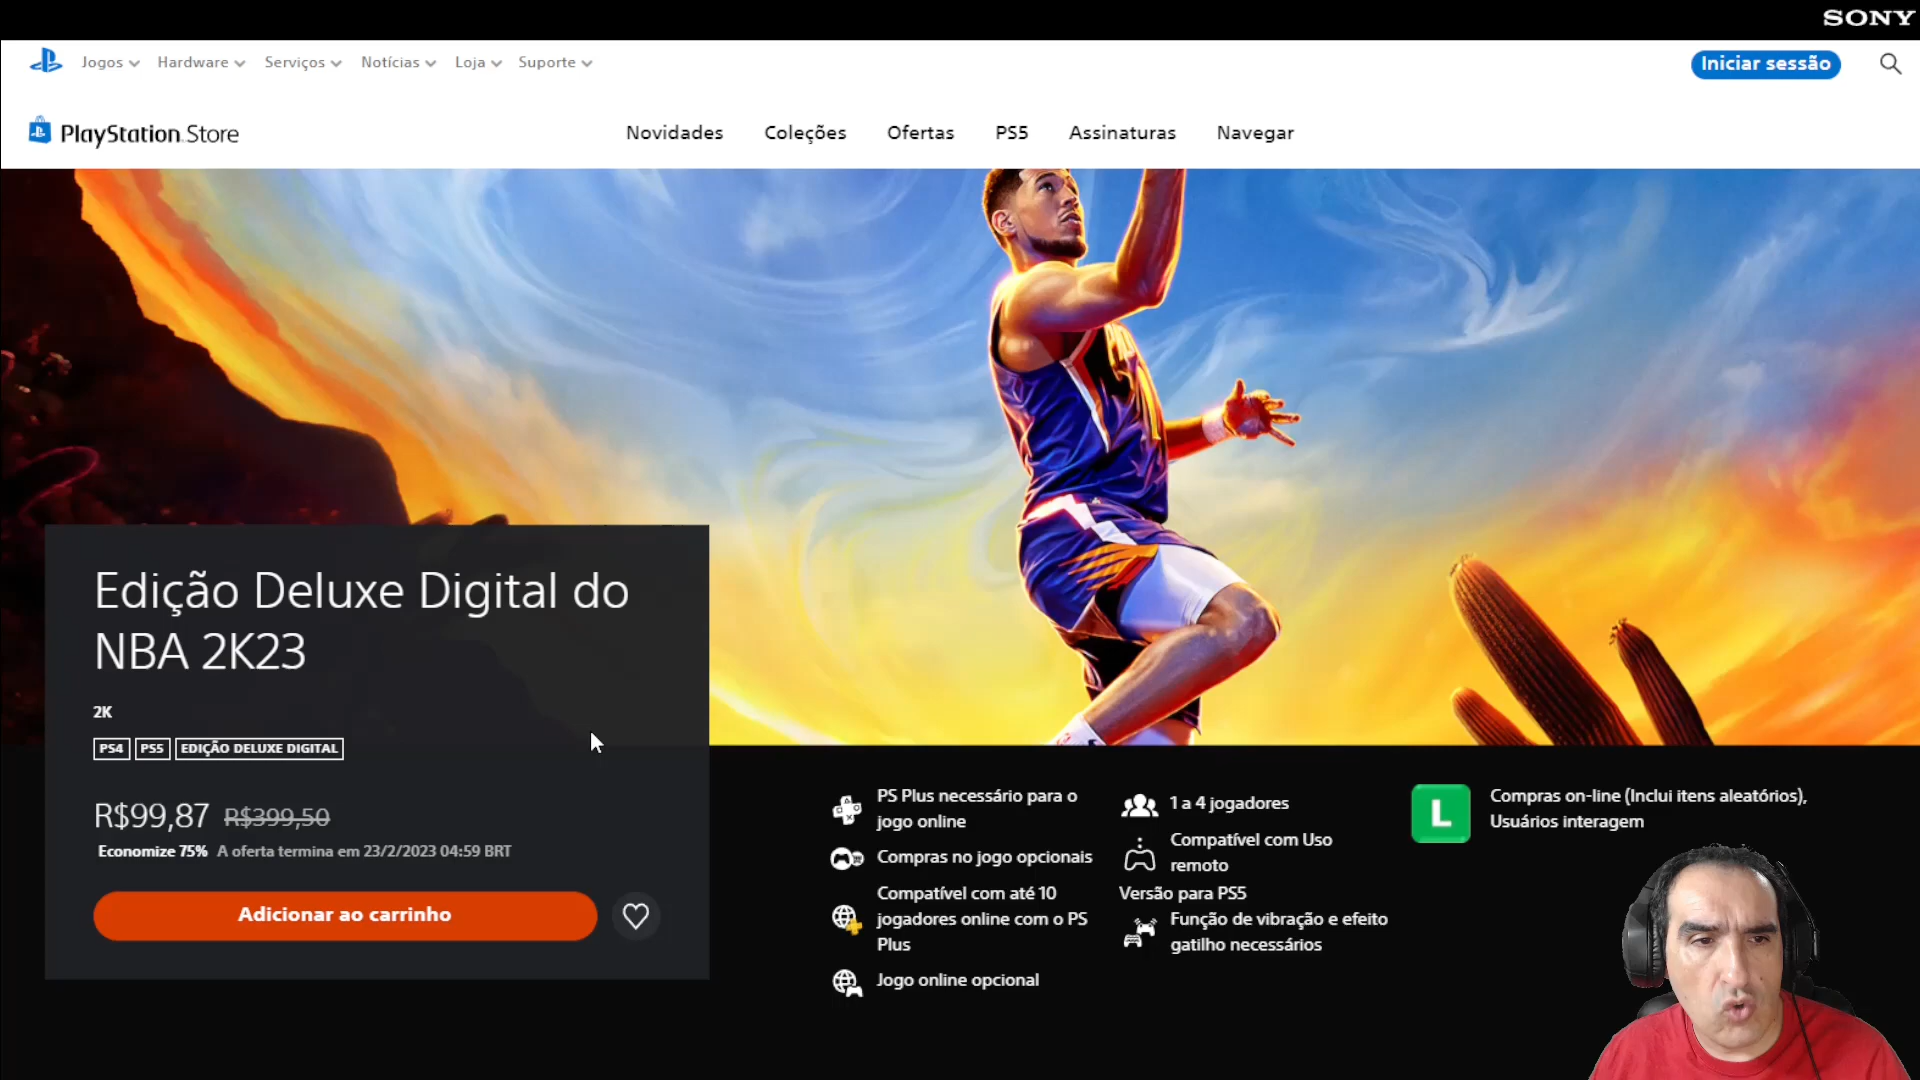 SONY
Jogos
Hardware
Serviços
Notícias
Loja
Suporte
Iniciar sessão
PlayStation Store
Novidades
Coleções
Ofertas
PS5
Assinaturas
Navegar
Edição Deluxe Digital do
NBA 2K23
2K
PS4
PS5
EDIÇÃO DELUXE DIGITAL
R$99,87 R$399,50
Economize 75% A oferta termina em 23/2/2023 04:59 BRT
Adicionar ao carrinho
PS Plus necessário para o
jogo online
Compras no jogo opcionais
Compatível com até 10
jogadores online com o PS
Plus
Jogo online opcional
1 a 4 jogadores
Compatível com Uso
remoto
Versão para PS5
Função de vibração e efeito
gatilho necessários
L
Compras on-line (Inclui itens aleatórios),
Usuários interagem